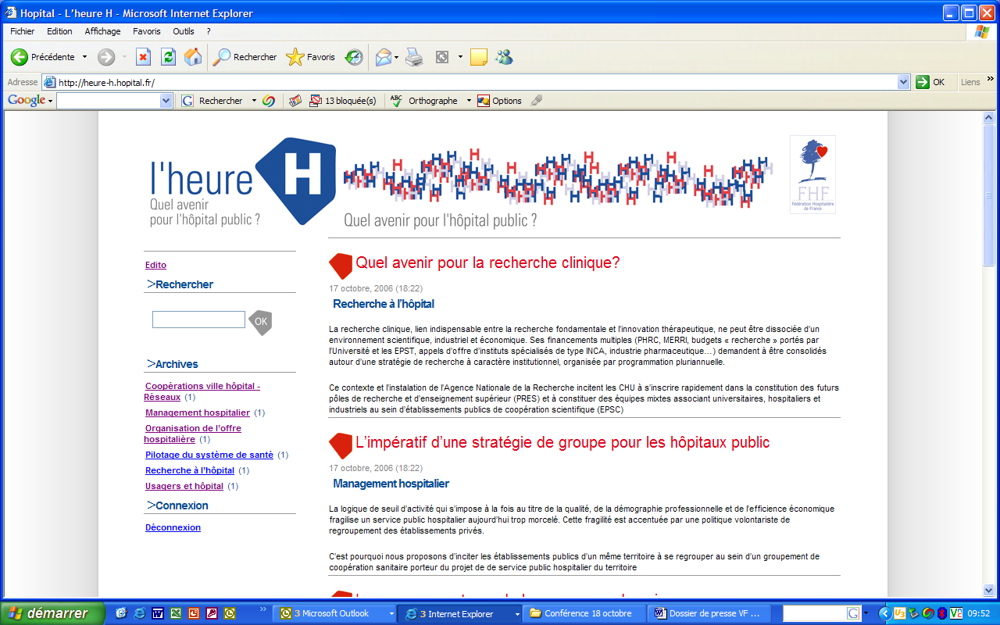 Hopital - L'heure H - Microsoft Internet Explorer
Fichier Edition Affichage Favoris Outils ?
Précédente Rechercher Favoris
Adresse http://heure-h.hopital.fr/ OK Liens »
Google G Rechercher 13 bloquée(s) ABC Orthographe Options
l'heure H
Quel avenir
pour l'hôpital public ?
Quel avenir pour l'hôpital public ?
FHF
Fédération Hospitalière
de France
Edito
>Rechercher
OK
>Archives
Coopérations ville hôpital -
Réseaux (1)
Management hospitalier (1)
Organisation de l'offre
hospitalière (1)
Pilotage du système de santé (1)
Recherche à l'hôpital (1)
Usagers et hôpital (1)
>Connexion
Déconnexion
Quel avenir pour la recherche clinique?
17 octobre, 2006 (18:22)
Recherche à l'hôpital
La recherche clinique, lien indispensable entre la recherche fondamentale et l'innovation thérapeutique, ne peut être dissociée d'un
environnement scientifique, industriel et économique. Ses financements multiples (PHRC, MERRI, budgets « recherche » portés par
l'Université et les EPST, appels d'offre d'instituts spécialisés de type INCA, industrie pharmaceutique…) demandent à être consolidés
autour d'une stratégie de recherche à caractère institutionnel, organisée par programmation pluriannuelle.
Ce contexte et l'instalation de l'Agence Nationale de la Recherche incitent les CHU à s'inscrire rapidement dans la constitution des futurs
pôles de recherche et d'enseignement supérieur (PRES) et à constituer des équipes mixtes associant universitaires, hospitaliers et
industriels au sein d'établissements publics de coopération scientifique (EPSC)
L'impératif d'une stratégie de groupe pour les hôpitaux public
17 octobre, 2006 (18:22)
Management hospitalier
La logique de seuil d'activité qui s'impose à la fois au titre de la qualité, de la démographie professionnelle et de l'efficience économique
fragilise un service public hospitalier aujourd'hui trop morcelé. Cette fragilité est accentuée par une politique volontariste de
regroupement des établissements privés.
C'est pourquoi nous proposons d'inciter les établissements publics d'un même territoire à se regrouper au sein d'un groupement de
coopération sanitaire porteur du projet de de service public hospitalier du territoire
démarrer » 3 Microsoft Outlook 3 Internet Explorer Conférence 18 octobre Dossier de presse VF ... G 09:52